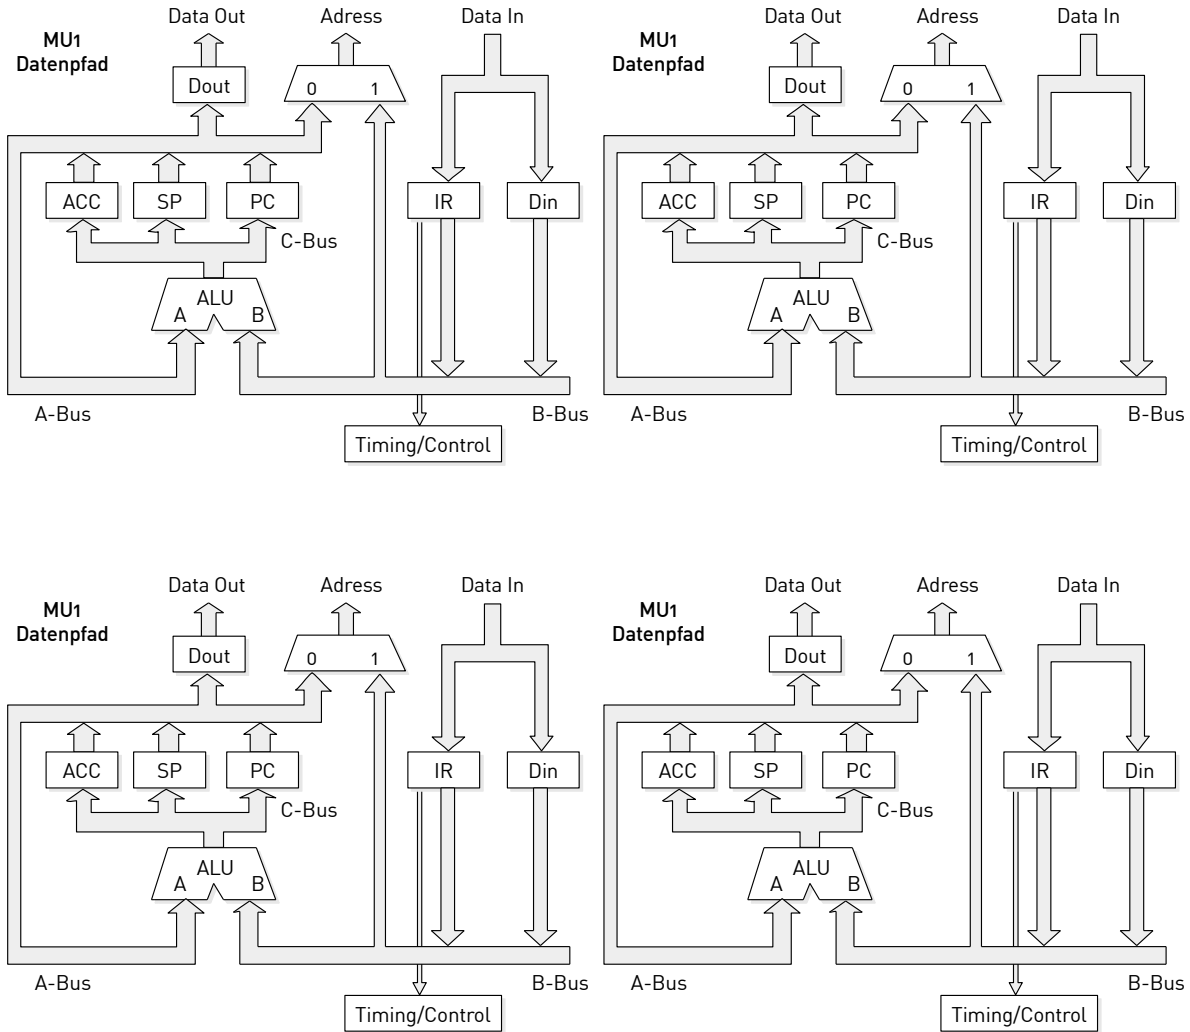 Data Out Adress Data In
MU1
Datenpfad
Dout 0 1
ACC SP PC IR Din
C-Bus
ALU
A B
A-Bus B-Bus
Timing/Control
Data Out Adress Data In
MU1
Datenpfad
Dout 0 1
ACC SP PC IR Din
C-Bus
ALU
A B
A-Bus B-Bus
Timing/Control
Data Out Adress Data In
MU1
Datenpfad
Dout 0 1
ACC SP PC IR Din
C-Bus
ALU
A B
A-Bus B-Bus
Timing/Control
Data Out Adress Data In
MU1
Datenpfad
Dout 0 1
ACC SP PC IR Din
C-Bus
ALU
A B
A-Bus B-Bus
Timing/Control